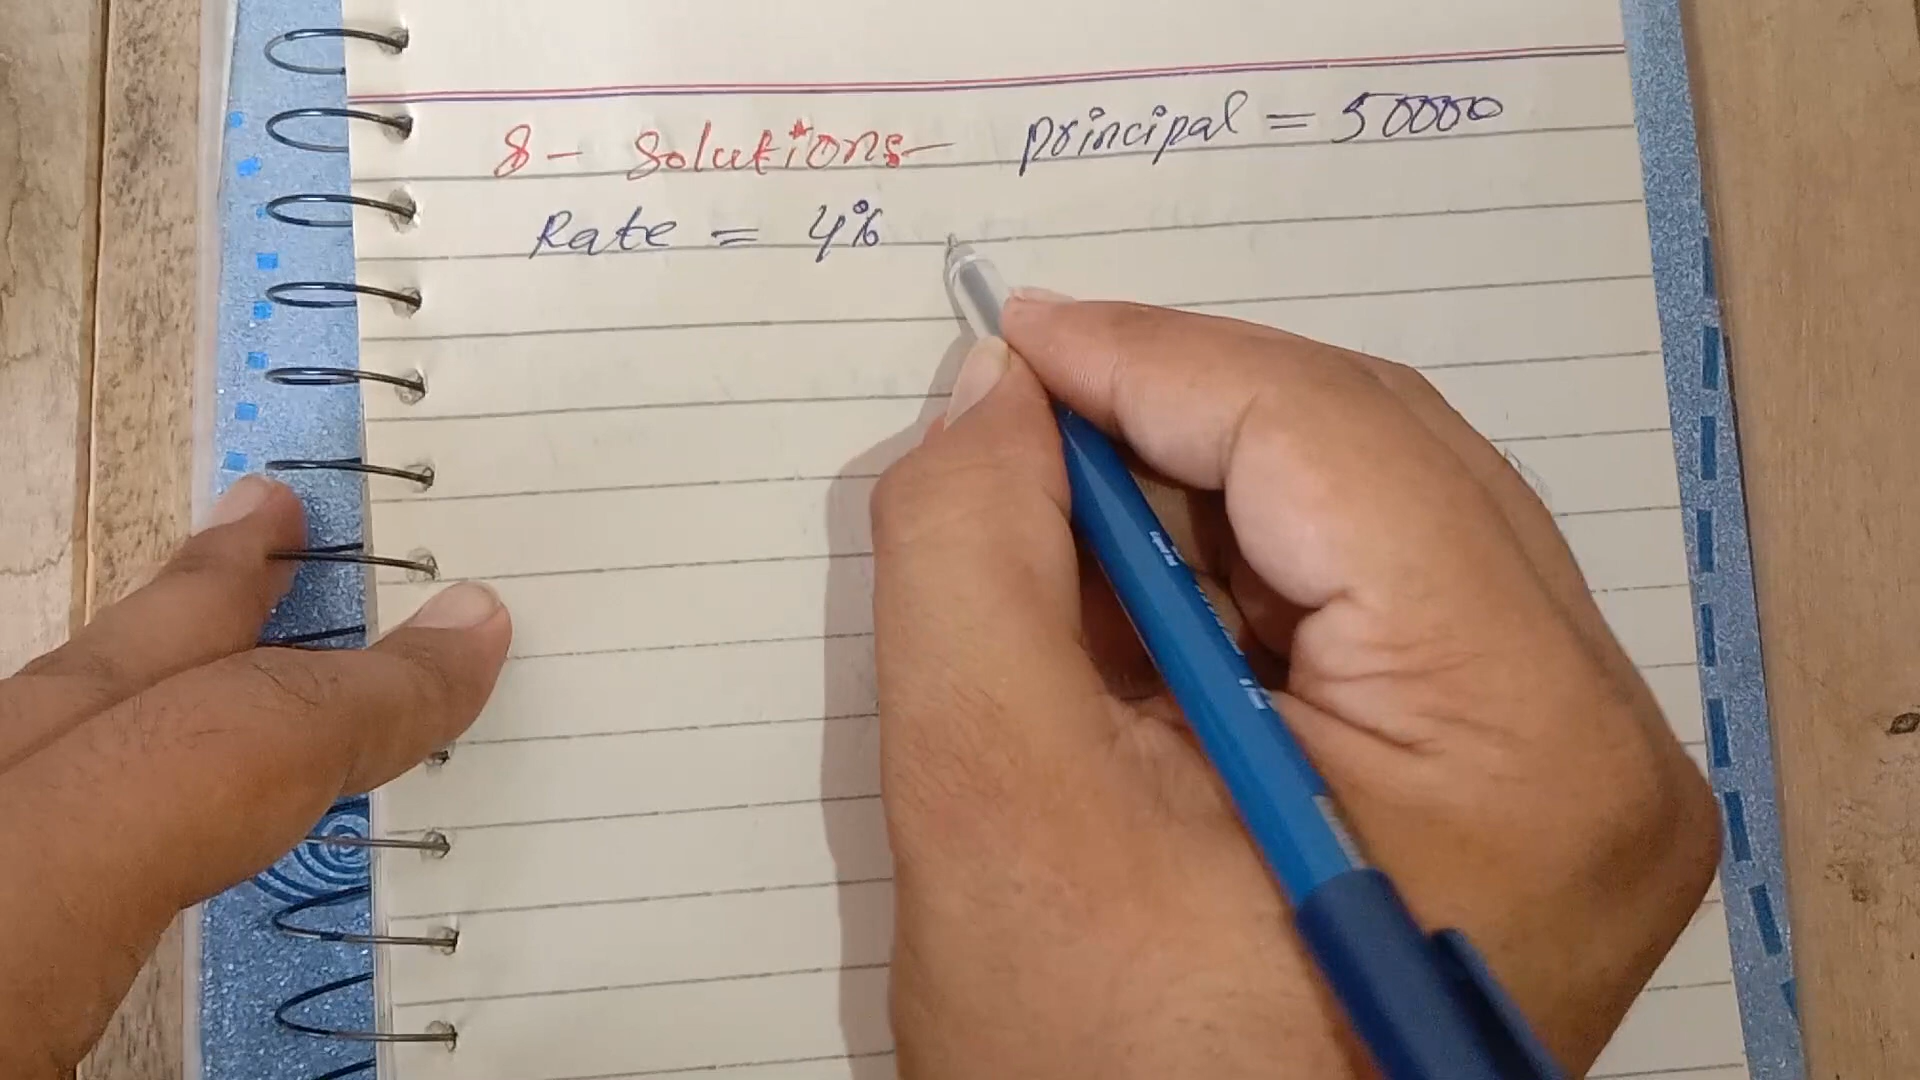 8 - Solutions - Principal = 50000
Rate = 4%